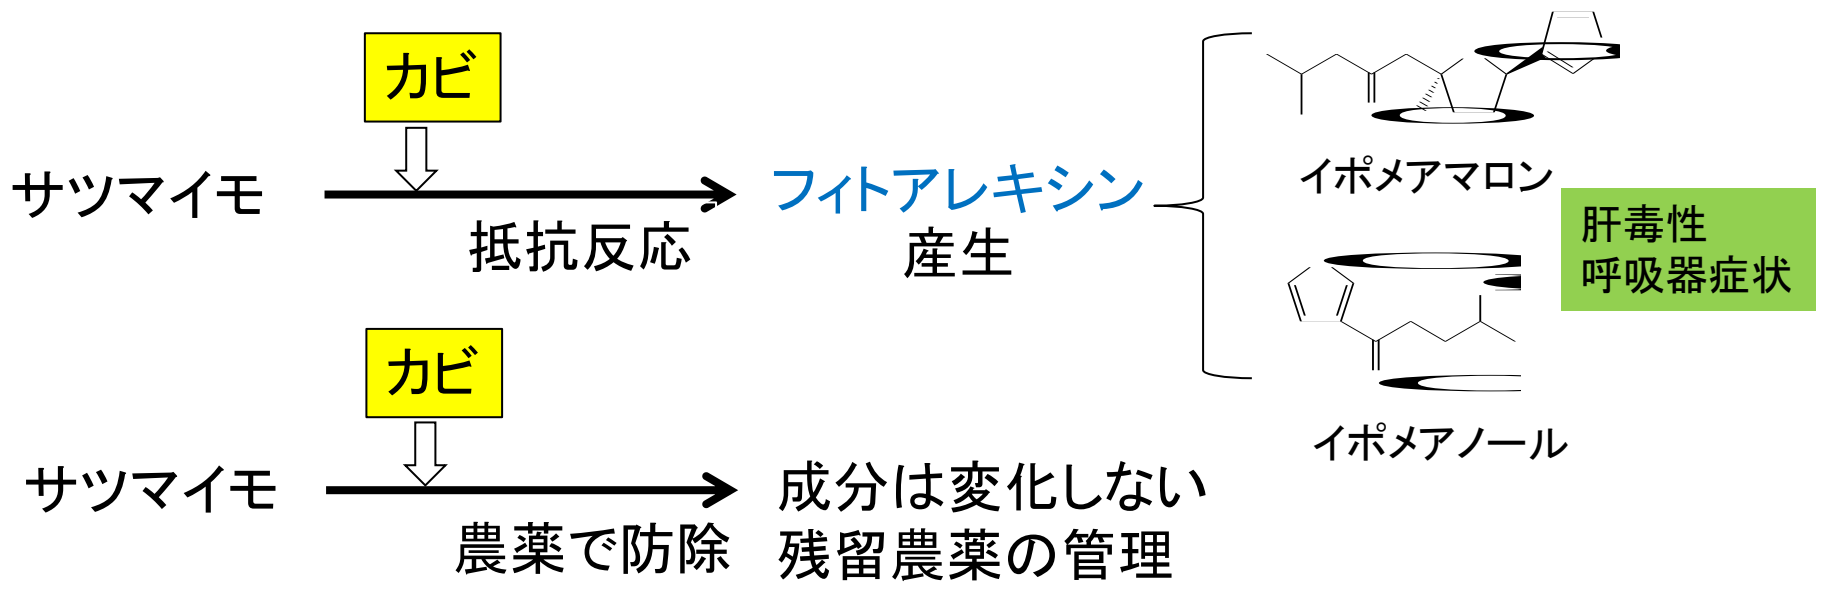 カビ
サツマイモ
抵抗反応
フィトアレキシン
産生
イポメアマロン
肝毒性
呼吸器症状
イポメアノール
カビ
サツマイモ
農薬で防除
成分は変化しない
残留農薬の管理